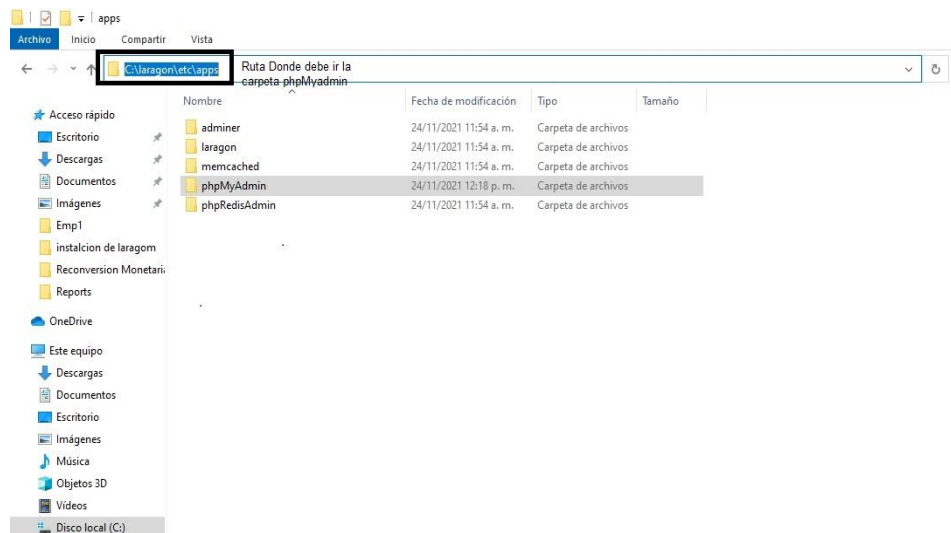 apps
Archivo Inicio Compartir Vista
C:\laragon\etc\apps
Ruta Donde debe ir la
carpeta phpMyadmin
Nombre Fecha de modificación Tipo Tamaño
Acceso rápido
Escritorio
Descargas
Documentos
Imágenes
Emp1
instalcion de laragom
Reconversion Monetari
Reports
OneDrive
Este equipo
Descargas
Documentos
Escritorio
Imágenes
Música
Objetos 3D
Vídeos
Disco local (C:)
adminer 24/11/2021 11:54 a. m. Carpeta de archivos
laragon 24/11/2021 11:54 a. m. Carpeta de archivos
memcached 24/11/2021 11:54 a. m. Carpeta de archivos
phpMyAdmin 24/11/2021 12:18 p. m. Carpeta de archivos
phpRedisAdmin 24/11/2021 11:54 a. m. Carpeta de archivos